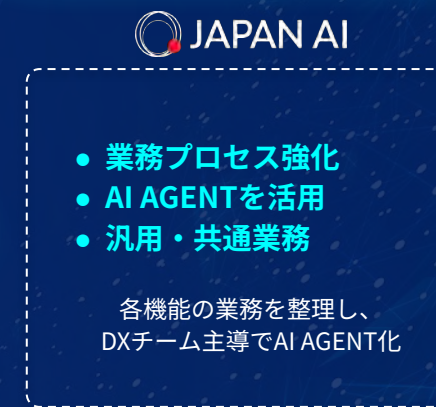 JAPAN AI
● 業務プロセス強化
● AI AGENTを活用
● 汎用・共通業務
各機能の業務を整理し、
DXチーム主導でAI AGENT化